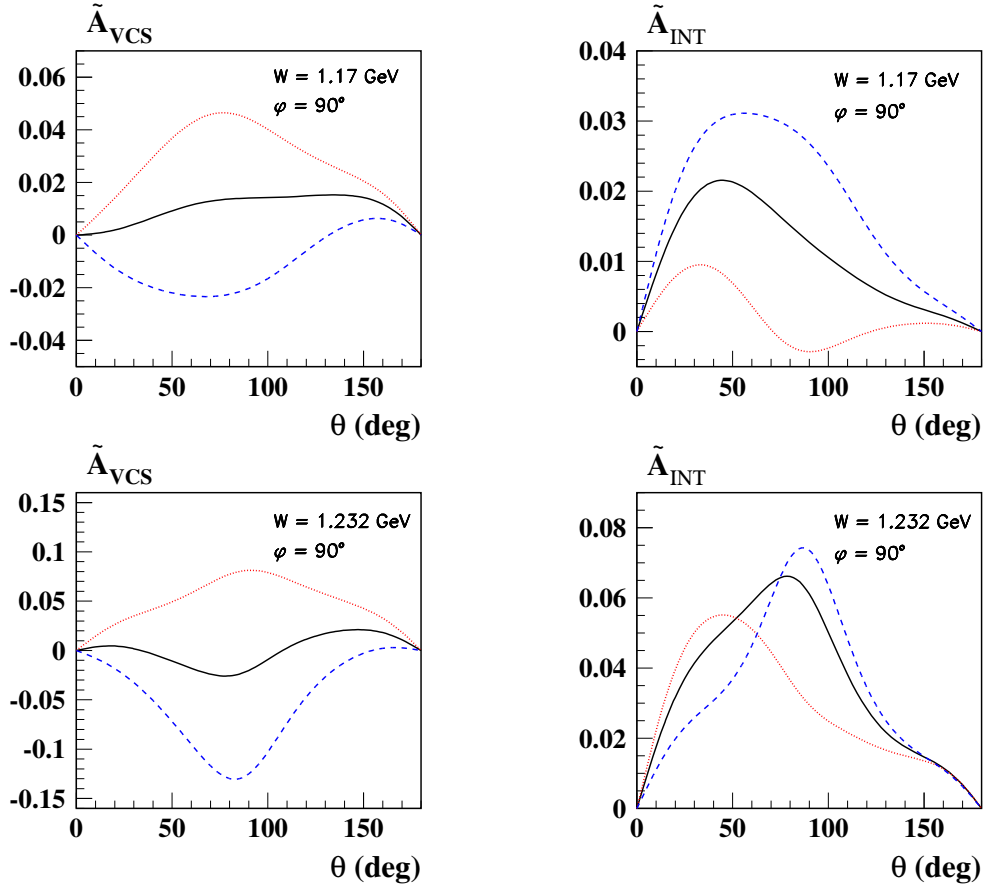 Ã_VCS
W = 1.17 GeV
φ = 90°
0.06
0.04
0.02
0
-0.02
-0.04
0 50 100 150
θ (deg)
Ã_INT
W = 1.17 GeV
φ = 90°
0.04
0.03
0.02
0.01
0
0 50 100 150
θ (deg)
Ã_VCS
W = 1.232 GeV
φ = 90°
0.15
0.1
0.05
0
-0.05
-0.1
-0.15
0 50 100 150
θ (deg)
Ã_INT
W = 1.232 GeV
φ = 90°
0.08
0.06
0.04
0.02
0
0 50 100 150
θ (deg)